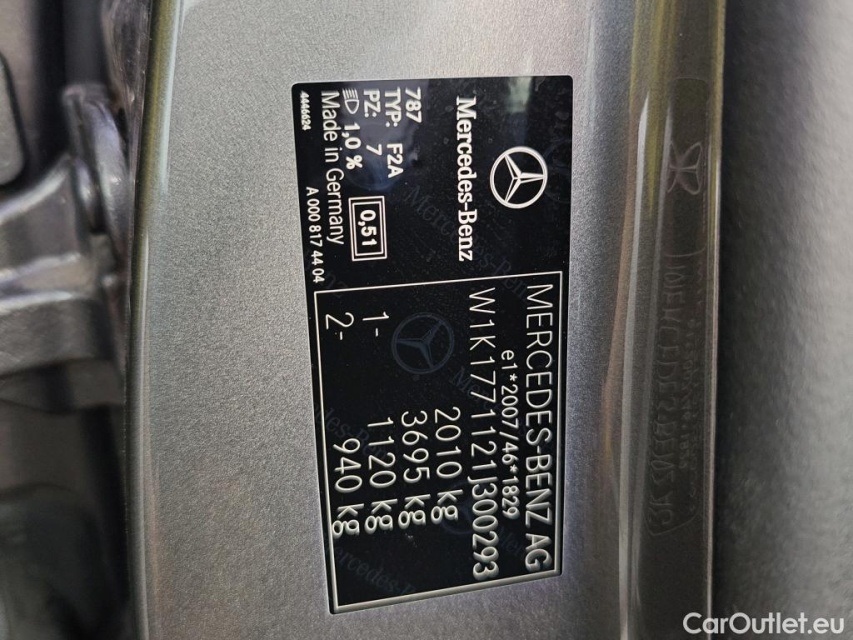 Mercedes-Benz
787
TYP: F2A
PZ: 7
1,0 %
0,51
Made in Germany
4446624
A 000 817 44 04
MERCEDES-BENZ AG
e1*2007/46*1829
W1K1771121J300293
2010 kg
3695 kg
1- 1120 kg
2- 940 kg
CarOutlet.eu